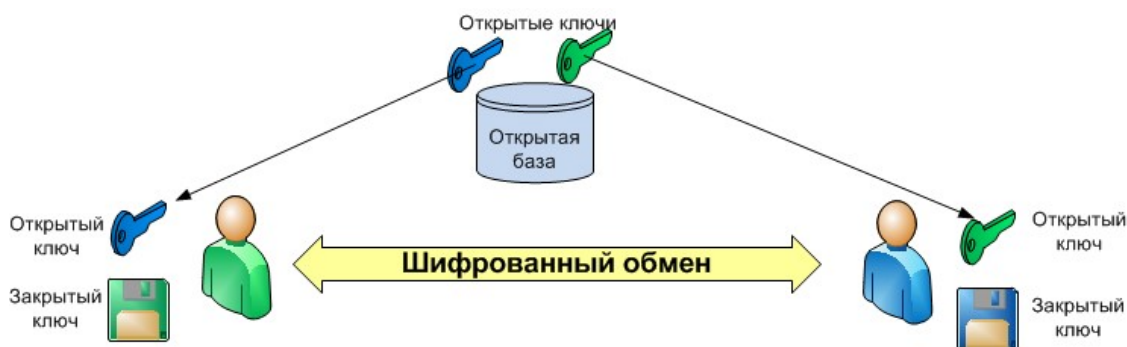 Открытые ключи
Открытая
база
Открытый
ключ
Открытый
ключ
Шифрованный обмен
Закрытый
ключ
Закрытый
ключ